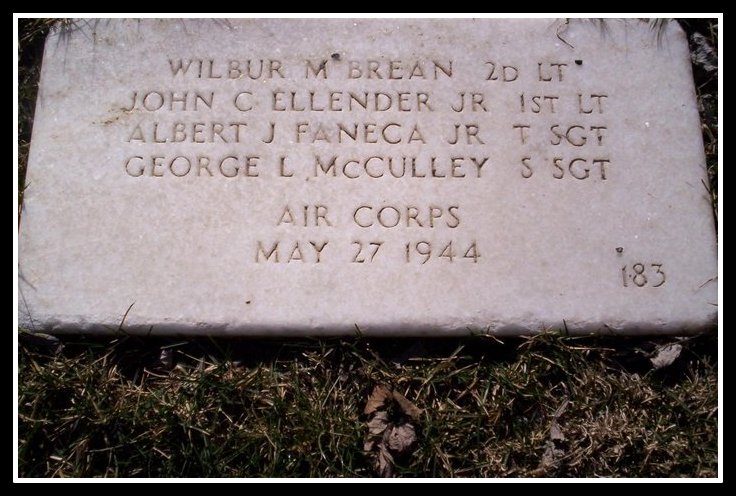 WILBUR M BREAN 2D LT
JOHN C ELLENDER JR 1ST LT
ALBERT J FANECA JR T SGT
GEORGE L McCULLEY S SGT
AIR CORPS
MAY 27 1944
183